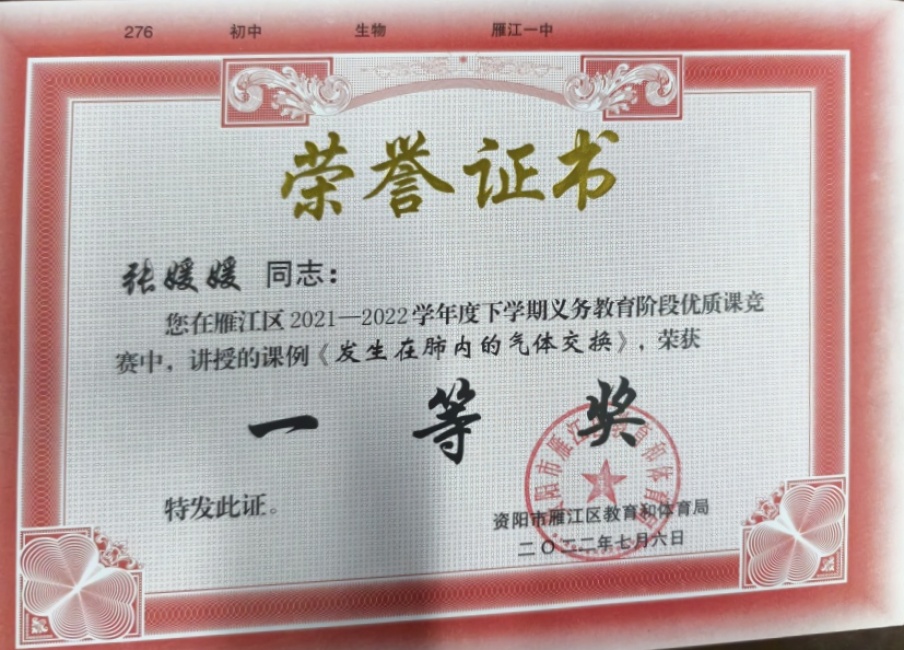 276 初中 生物 雁江一中
荣誉证书
张媛媛 同志：
您在雁江区2021—2022学年度下学期义务教育阶段优质课竞
赛中，讲授的课例《发生在肺内的气体交换》，荣获
一等奖
特发此证。
资阳市雁江区教育和体育局
二〇二二年七月六日